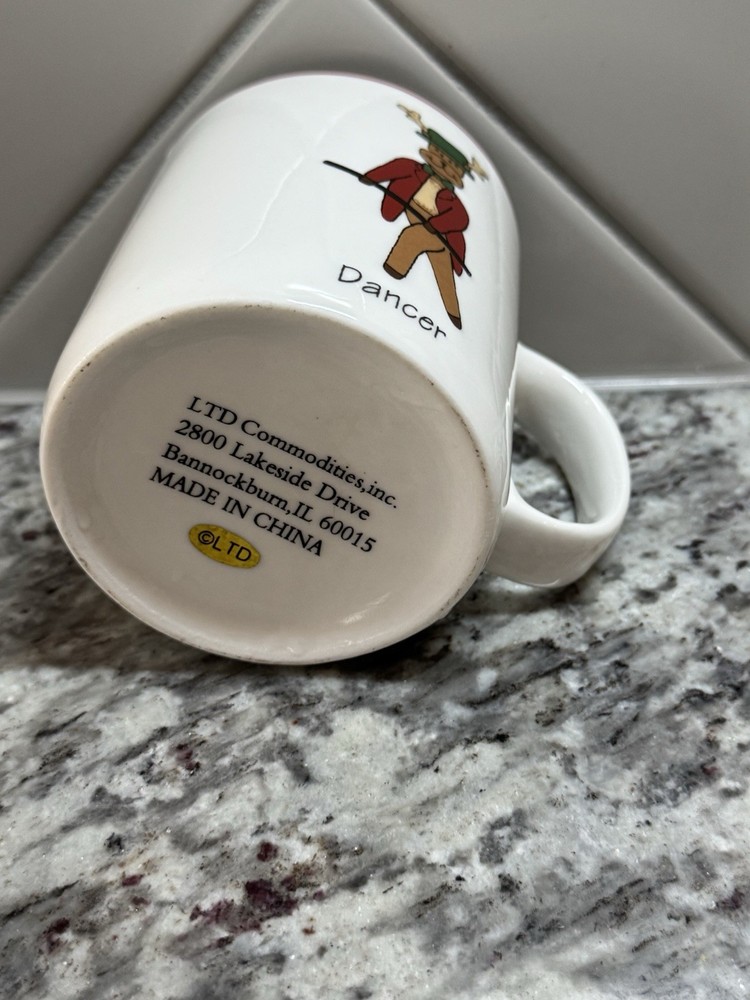 Dancer
LTD Commodities,inc.
2800 Lakeside Drive
Bannockburn,IL 60015
MADE IN CHINA
©LTD